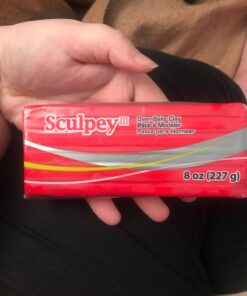 Sculpey III
Oven-Bake Clay
Pâte à Modeler
Pasta para Hornear
8 oz (227 g)